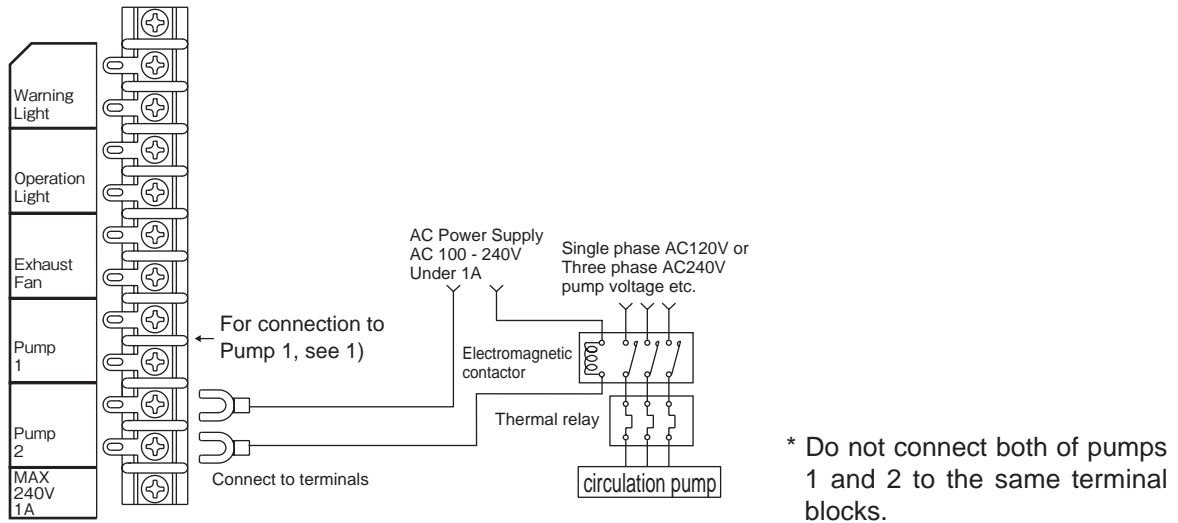 Warning
Light
Operation
Light
Exhaust
Fan
Pump
1
Pump
2
MAX
240V
1A
For connection to
Pump 1, see 1)
Connect to terminals
AC Power Supply
AC 100 - 240V
Under 1A
Single phase AC120V or
Three phase AC240V
pump voltage etc.
Electromagnetic
contactor
Thermal relay
circulation pump
* Do not connect both of pumps
1 and 2 to the same terminal
blocks.